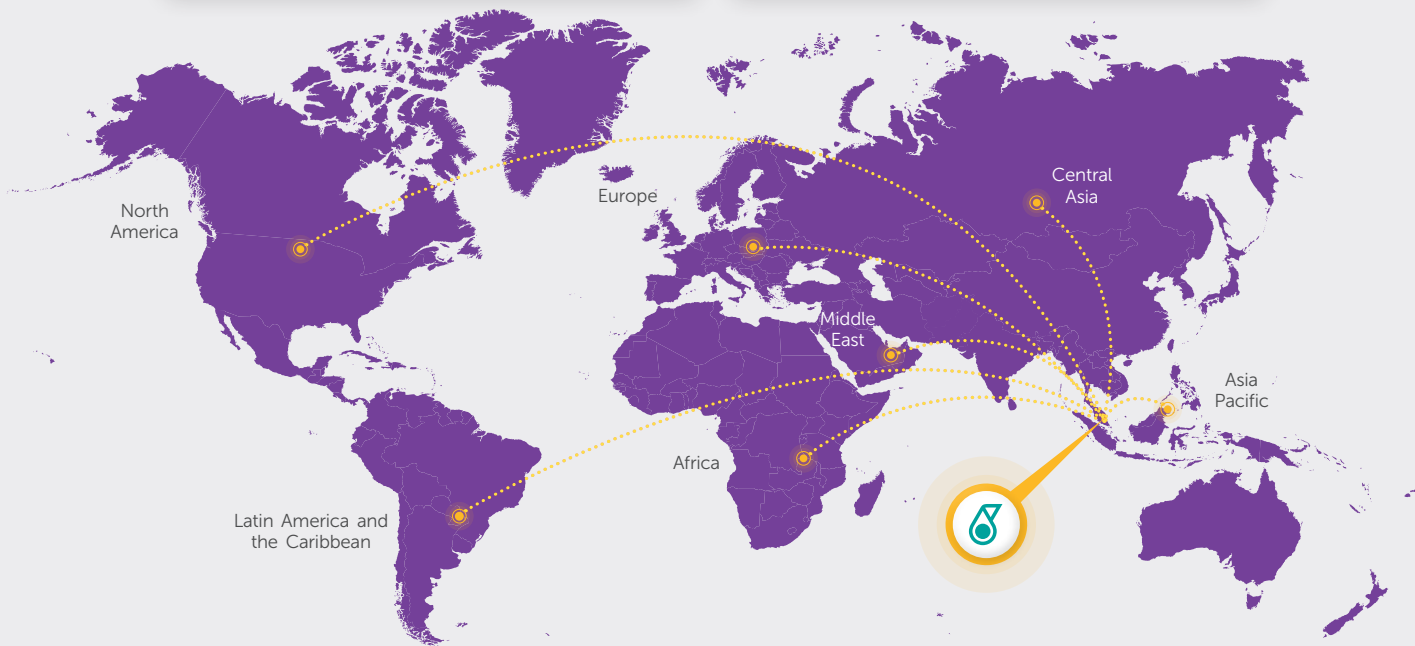 Central
Asia
Europe
North
America
Middle
East
Asia
Pacific
Africa
Latin America and
the Caribbean